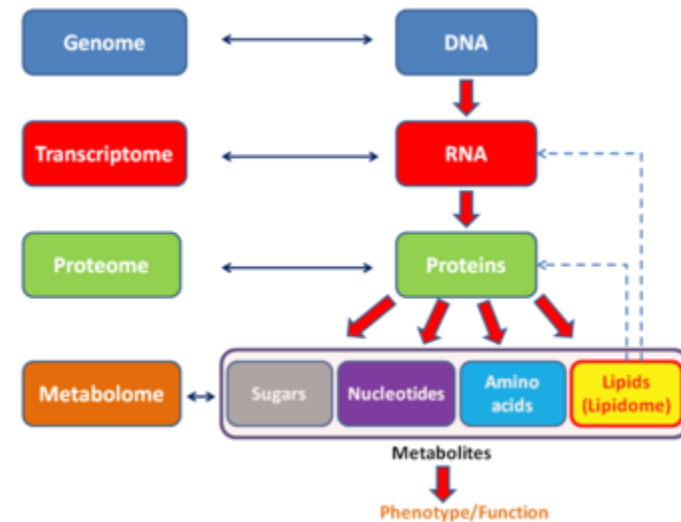 Genome
DNA
Transcriptome
RNA
Proteome
Proteins
Metabolome
Sugars
Nucleotides
Amino
acids
Lipids
(Lipidome)
Metabolites
Phenotype/Function